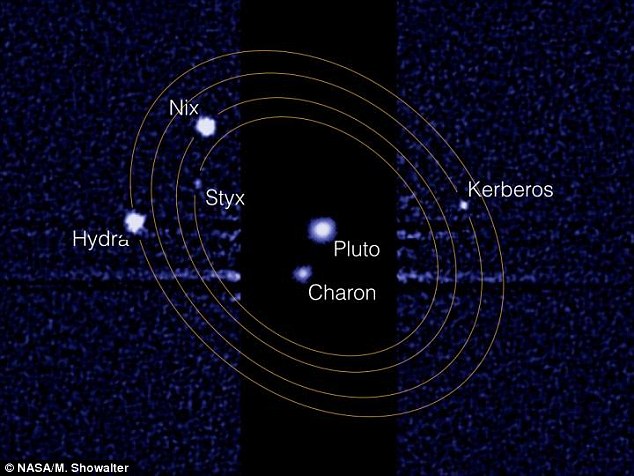 Nix
Styx
Kerberos
Hydra
Pluto
Charon
© NASA/M. Showalter